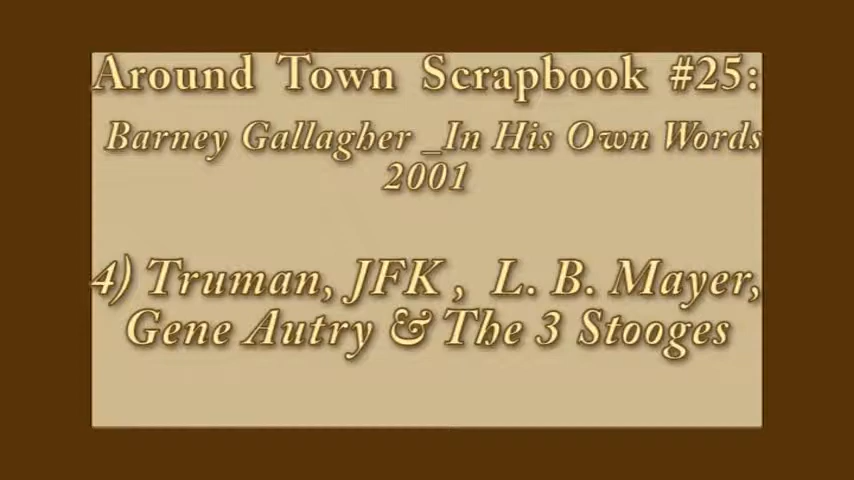 Around Town Scrapbook #25:
Barney Gallagher _In His Own Words
2001
4) Truman, JFK , L. B. Mayer,
Gene Autry & The 3 Stooges